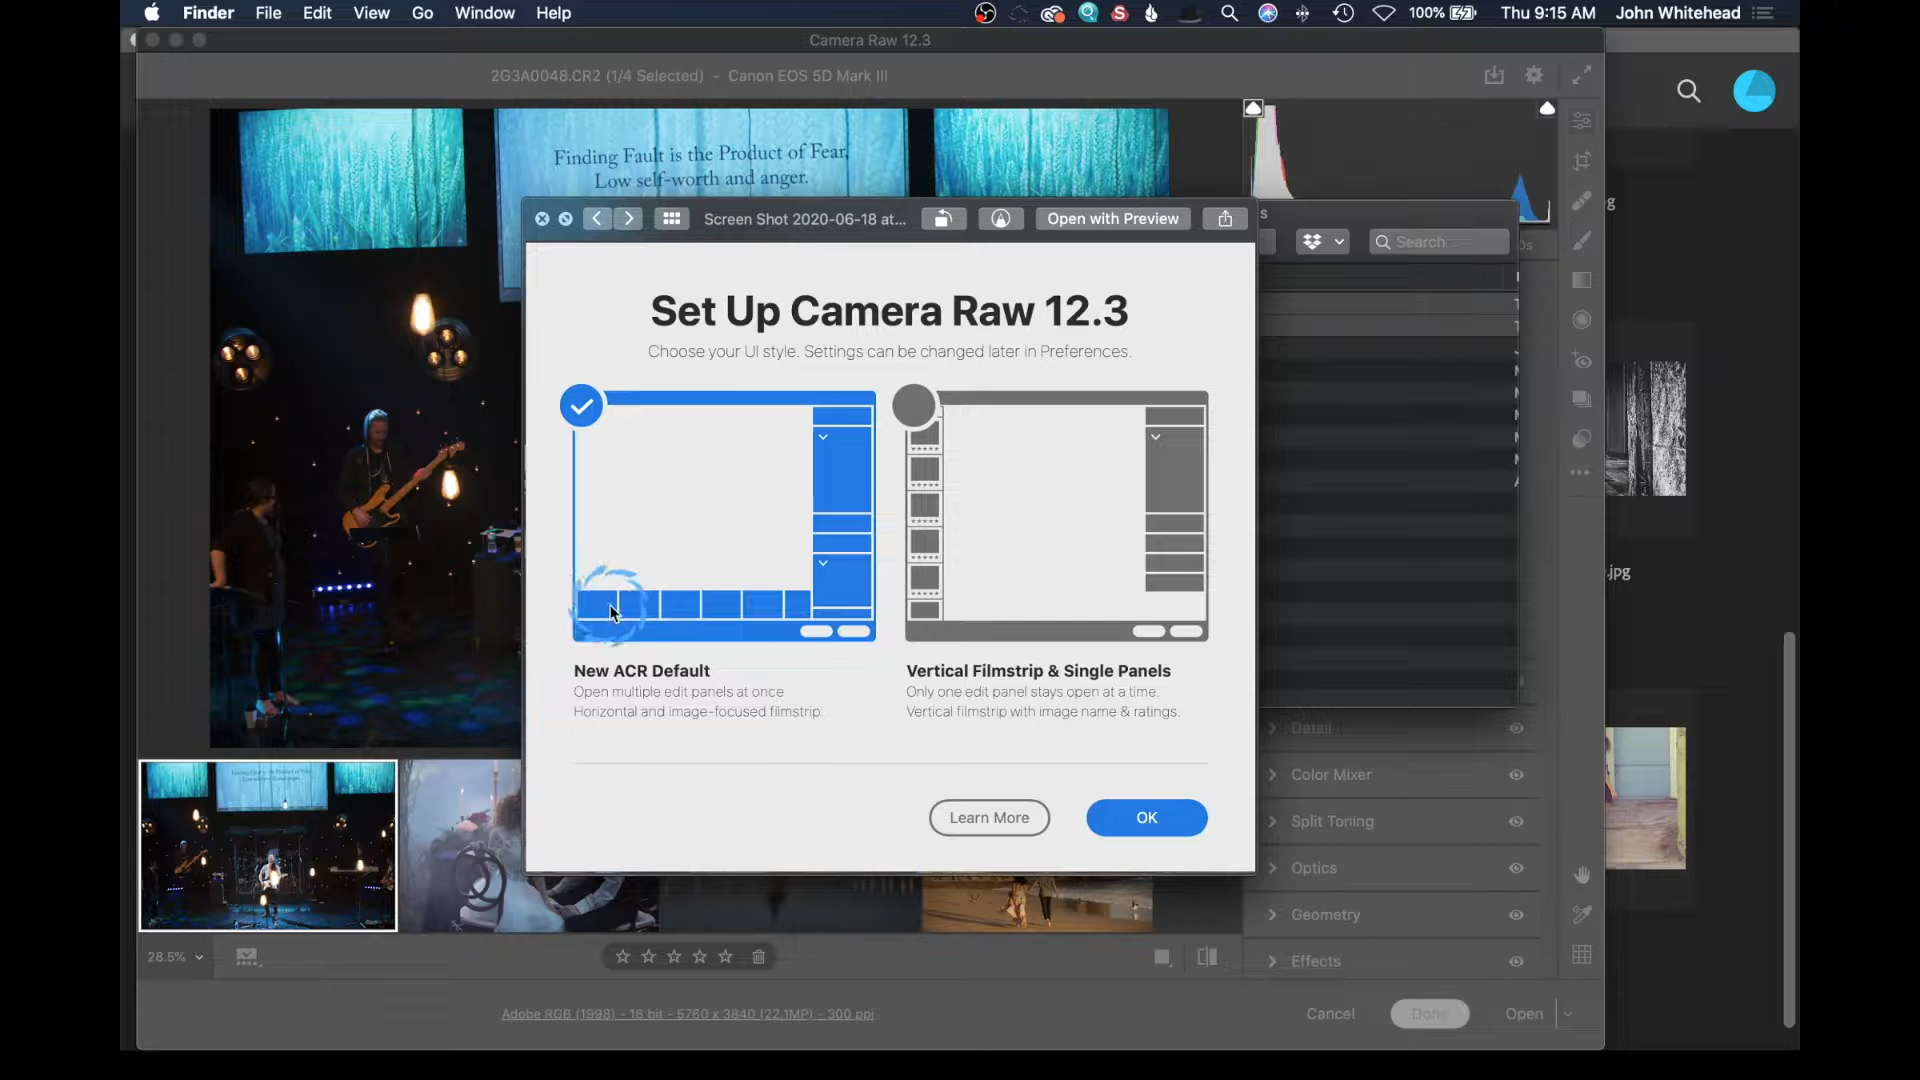 Finder File Edit View Go Window Help 100% Thu 9:15 AM John Whitehead
Camera Raw 12.3
2G3A0048.CR2 (1/4 Selected) - Canon EOS 5D Mark III
Finding Fault is the Product of Fear,
Low self-worth and anger.
Screen Shot 2020-06-18 at... Open with Preview
Search
Set Up Camera Raw 12.3
Choose your UI style. Settings can be changed later in Preferences.
New ACR Default
Open multiple edit panels at once
Horizontal and image-focused filmstrip.
Vertical Filmstrip & Single Panels
Only one edit panel stays open at a time.
Vertical filmstrip with image name & ratings.
Learn More OK
.jpg
Detail
Color Mixer
Split Toning
Optics
Geometry
Effects
28.5%
Adobe RGB (1998) - 16 bit - 5760 x 3840 (22.1MP) - 300 ppi
Cancel Done Open